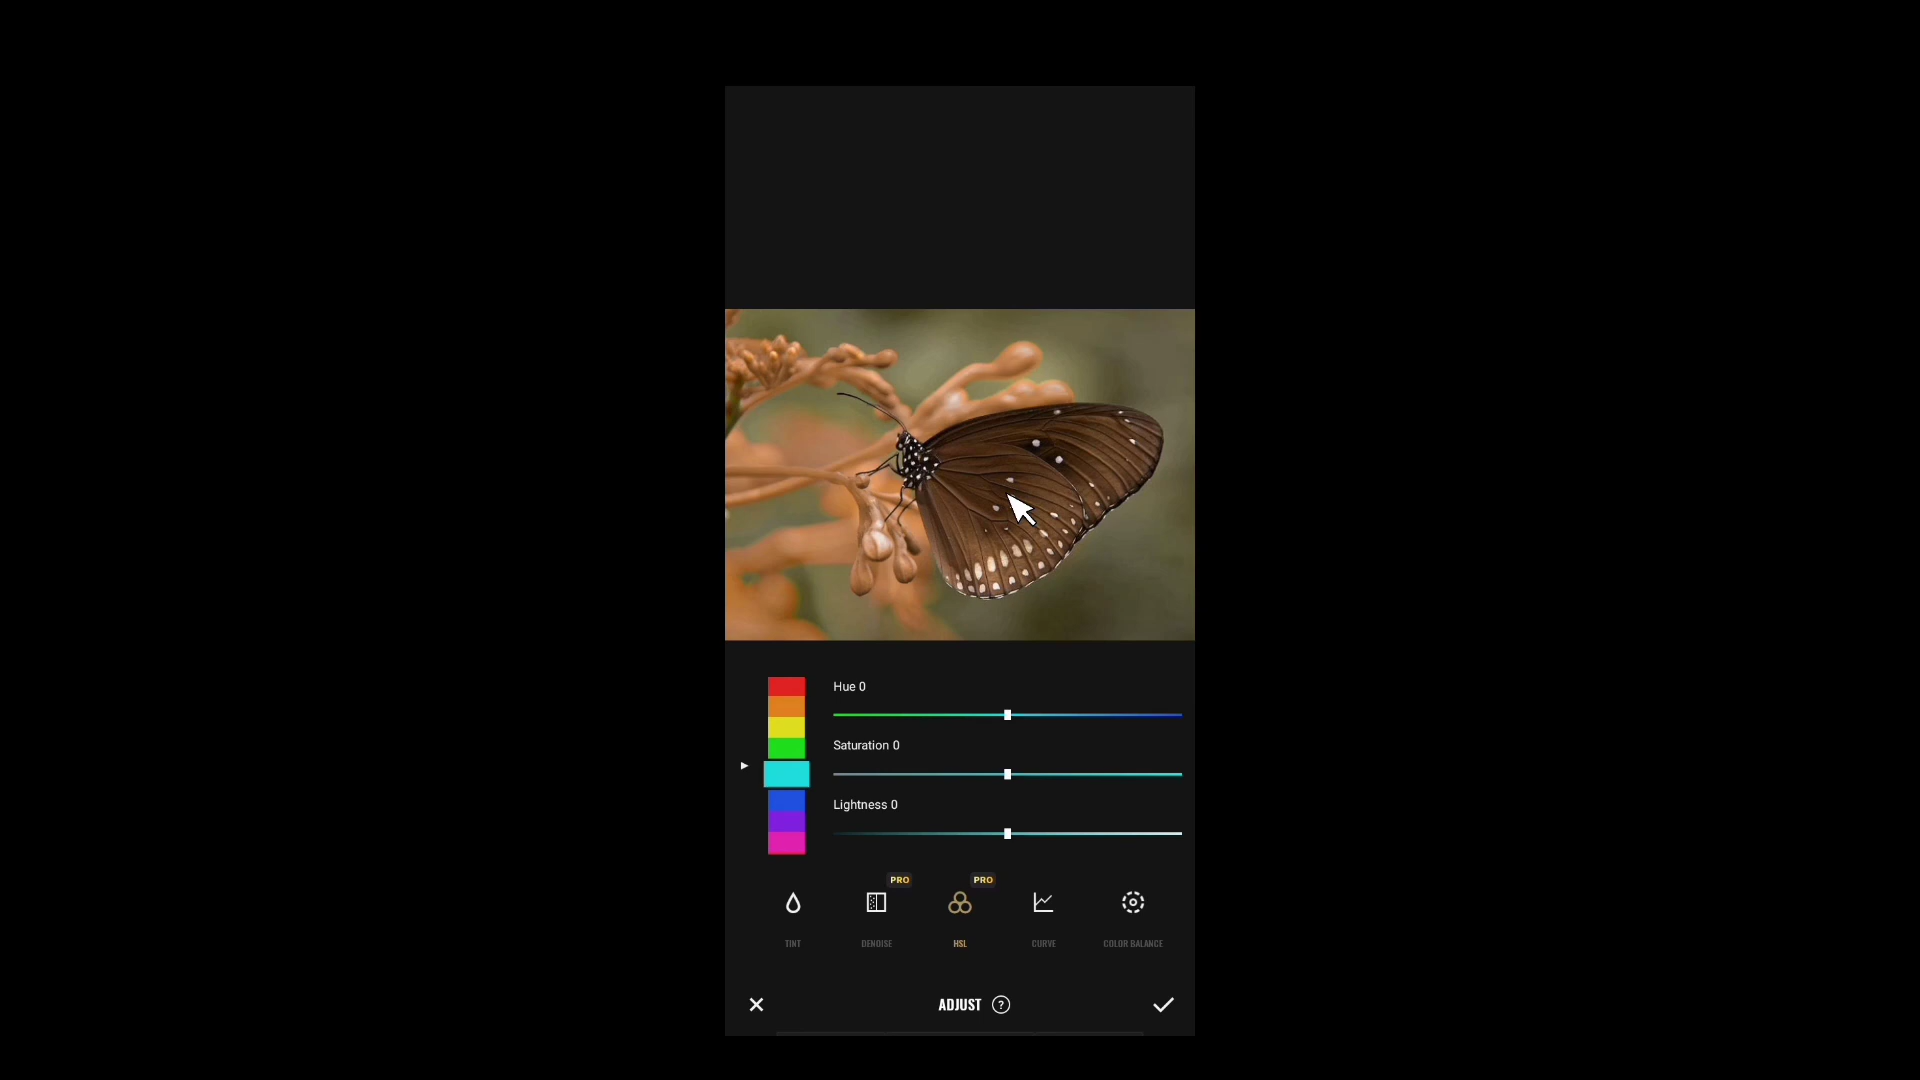 Hue 0
Saturation 0
Lightness 0
PRO PRO
TINT DENOISE HSL CURVE COLOR BALANCE
ADJUST ?